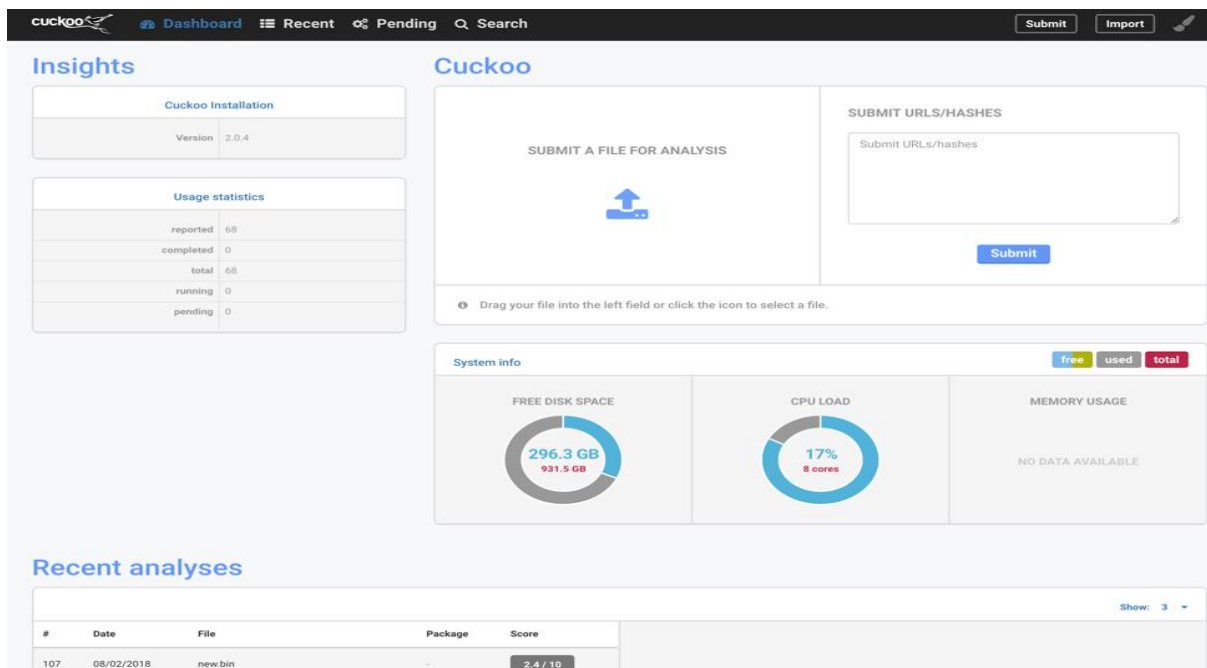 cuckoo Dashboard Recent Pending Search Submit Import
Insights
Cuckoo Installation
Version 2.0.4
Usage statistics
reported 68
completed 0
total 68
running 0
pending 0
Cuckoo
SUBMIT A FILE FOR ANALYSIS
SUBMIT URLS/HASHES
Submit URLs/hashes
Submit
Drag your file into the left field or click the icon to select a file.
System info free used total
FREE DISK SPACE
296.3 GB
931.5 GB
CPU LOAD
17%
8 cores
MEMORY USAGE
NO DATA AVAILABLE
Recent analyses
Show: 3
# Date File Package Score
107 08/02/2018 new.bin - 2.4 / 10